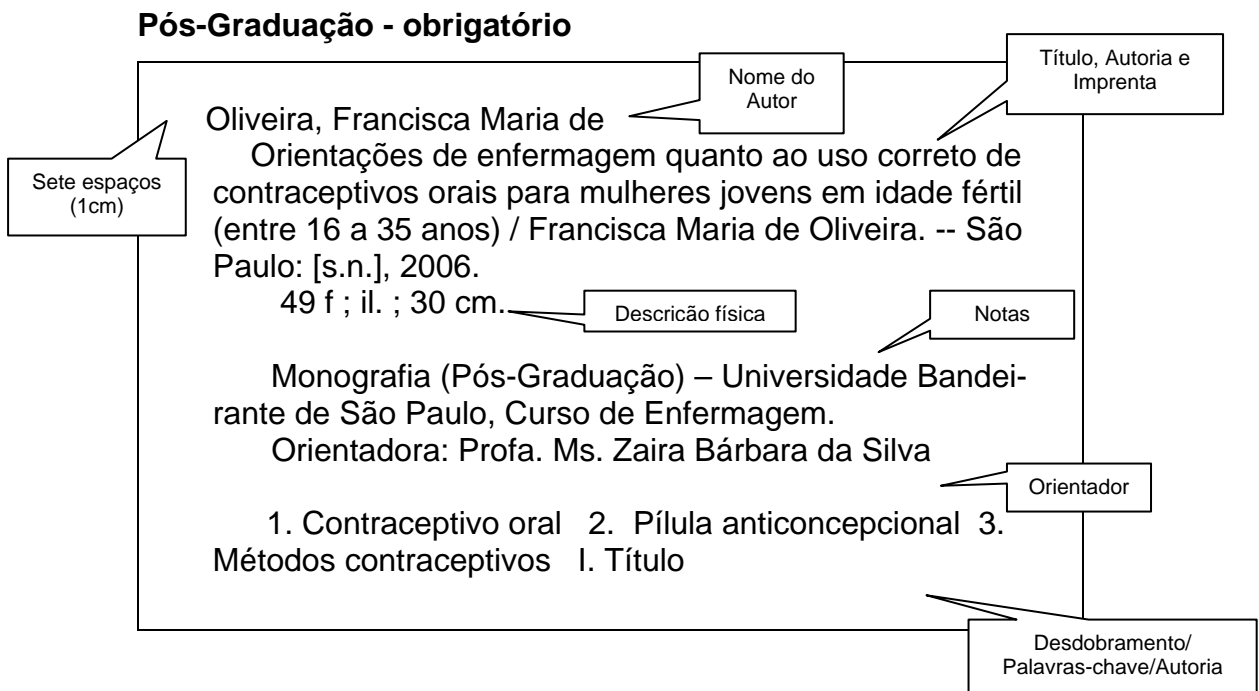 Pós-Graduação - obrigatório
Título, Autoria e
Imprenta
Nome do
Autor
Oliveira, Francisca Maria de
Orientações de enfermagem quanto ao uso correto de
contraceptivos orais para mulheres jovens em idade fértil
(entre 16 a 35 anos) / Francisca Maria de Oliveira. -- São
Paulo: [s.n.], 2006.
Sete espaços
(1cm)
49 f ; il. ; 30 cm.
Descricão física
Notas
Monografia (Pós-Graduação) – Universidade Bandei-
rante de São Paulo, Curso de Enfermagem.
Orientadora: Profa. Ms. Zaira Bárbara da Silva
Orientador
1. Contraceptivo oral 2. Pílula anticoncepcional 3.
Métodos contraceptivos I. Título
Desdobramento/
Palavras-chave/Autoria